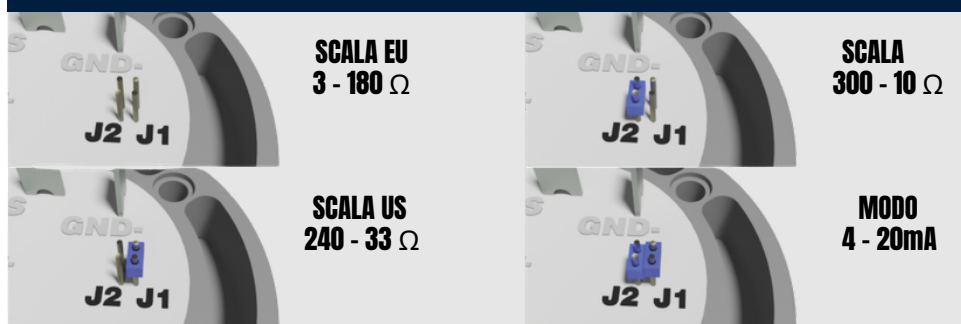 GND-
J2 J1
SCALA EU
3 - 180 Ω
GND-
J2 J1
SCALA
300 - 10 Ω
GND-
J2 J1
SCALA US
240 - 33 Ω
GND-
J2 J1
MODO
4 - 20mA